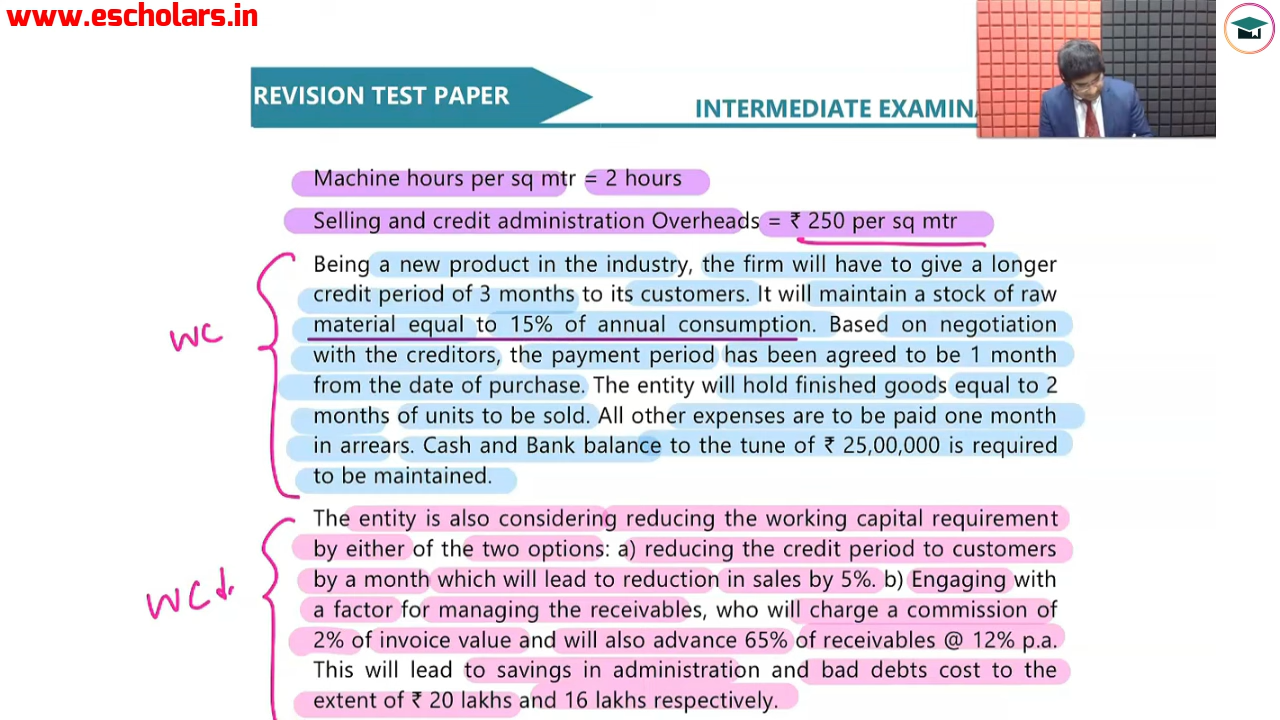 www.escholars.in
REVISION TEST PAPER
INTERMEDIATE EXAMINA
Machine hours per sq mtr = 2 hours
Selling and credit administration Overheads = ₹ 250 per sq mtr
Being a new product in the industry, the firm will have to give a longer
credit period of 3 months to its customers. It will maintain a stock of raw
material equal to 15% of annual consumption. Based on negotiation
with the creditors, the payment period has been agreed to be 1 month
from the date of purchase. The entity will hold finished goods equal to 2
months of units to be sold. All other expenses are to be paid one month
in arrears. Cash and Bank balance to the tune of ₹ 25,00,000 is required
to be maintained.
WC
The entity is also considering reducing the working capital requirement
by either of the two options: a) reducing the credit period to customers
by a month which will lead to reduction in sales by 5%. b) Engaging with
a factor for managing the receivables, who will charge a commission of
2% of invoice value and will also advance 65% of receivables @ 12% p.a.
This will lead to savings in administration and bad debts cost to the
extent of ₹ 20 lakhs and 16 lakhs respectively.
WC↓